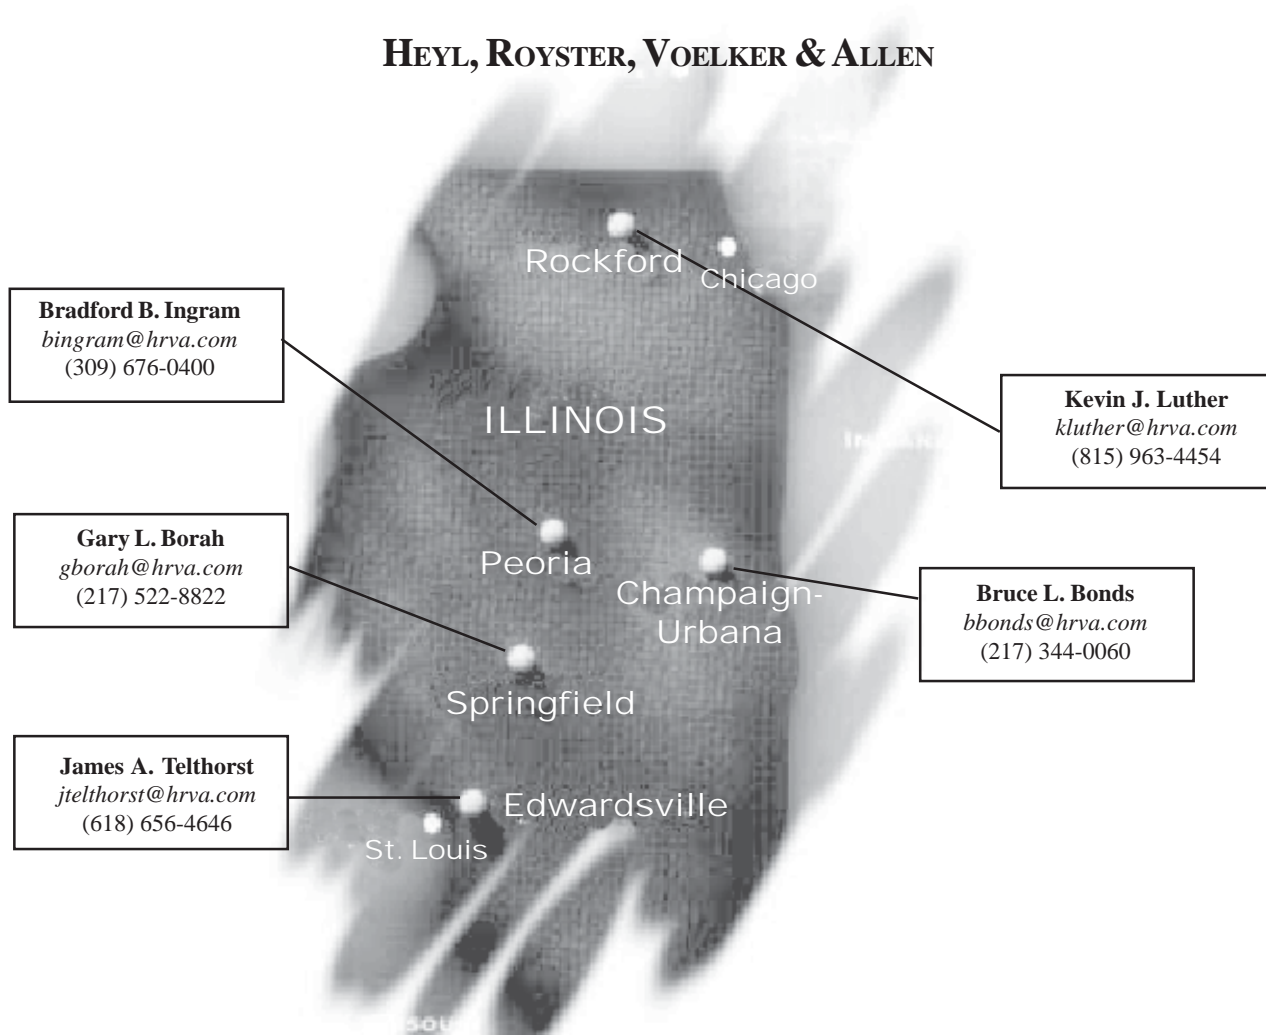 HEYL, ROYSTER, VOELKER & ALLEN
Rockford
Chicago
Bradford B. Ingram
bingram@hrva.com
(309) 676-0400
ILLINOIS
Kevin J. Luther
kluther@hrva.com
(815) 963-4454
Gary L. Borah
gborah@hrva.com
(217) 522-8822
Peoria
Champaign-
Urbana
Bruce L. Bonds
bbonds@hrva.com
(217) 344-0060
Springfield
James A. Telthorst
jtelthorst@hrva.com
(618) 656-4646
Edwardsville
St. Louis